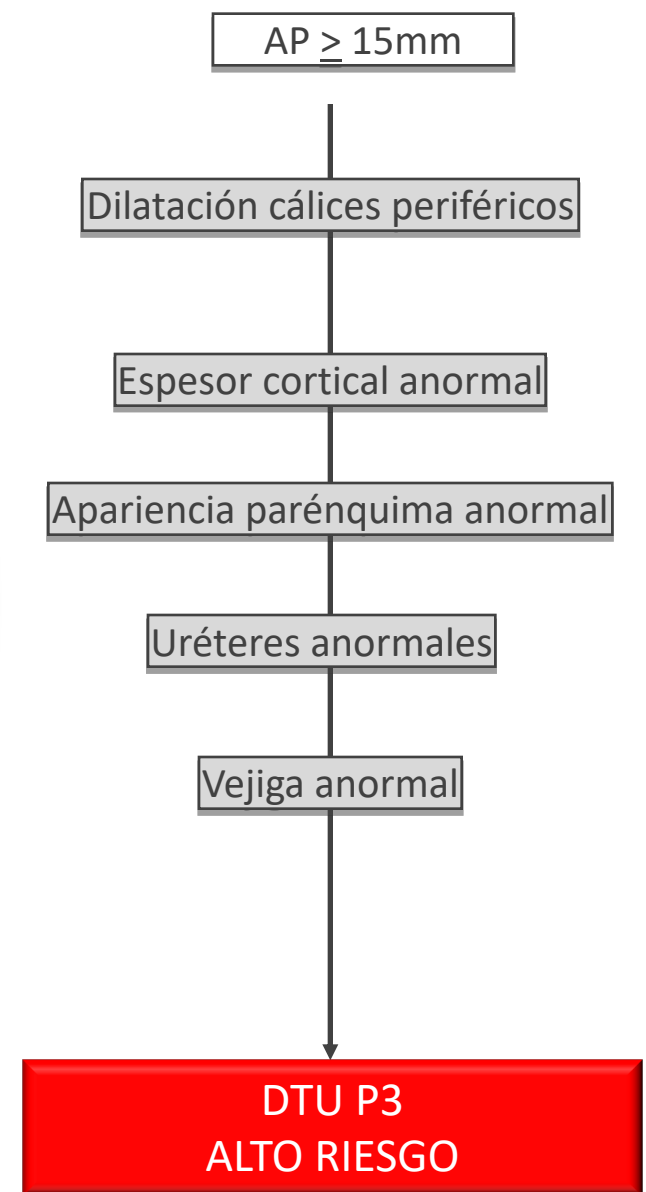 AP ≥ 15mm
Dilatación cálices periféricos
Espesor cortical anormal
Apariencia parénquima anormal
Uréteres anormales
Vejiga anormal
DTU P3
ALTO RIESGO